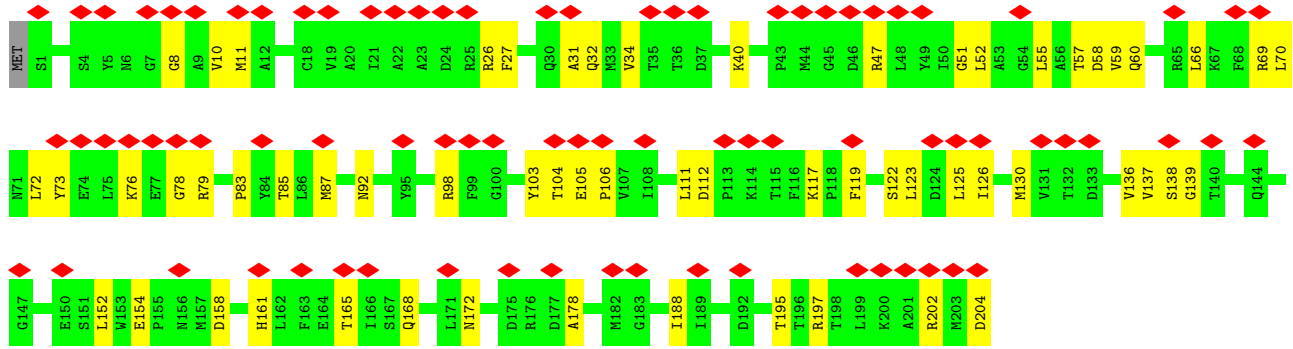 MET S1 S4 Y5 N6 G7 G8 A9 V10 M11 A12 C18 V19 A20 I21 A22 A23 D24 R25 R26 F27 Q30 A31 Q32 M33 V34 T35 T36 D37 K40 P43 M44 G45 D46 R47 L48 Y49 I50 G51 L52 A53 G54 L55 A56 T57 D58 V59 Q60 R65 L66 K67 F68 R69 L70
N71 L72 Y73 E74 L75 K76 E77 G78 R79 P83 Y84 T85 L86 M87 N92 Y95 R98 F99 G100 Y103 T104 E105 P106 V107 I108 L111 D112 P113 K114 T115 F116 K117 P118 F119 S122 L123 D124 L125 I126 M130 V131 T132 D133 V136 V137 S138 G139 T140 Q144
G147 E150 S151 L152 W153 E154 P155 N156 M157 D158 H161 L162 F163 E164 T165 I166 S167 Q168 L171 N172 D175 R176 D177 A178 M182 G183 I188 I189 D192 T195 T196 R197 T198 L199 K200 A201 R202 M203 D204